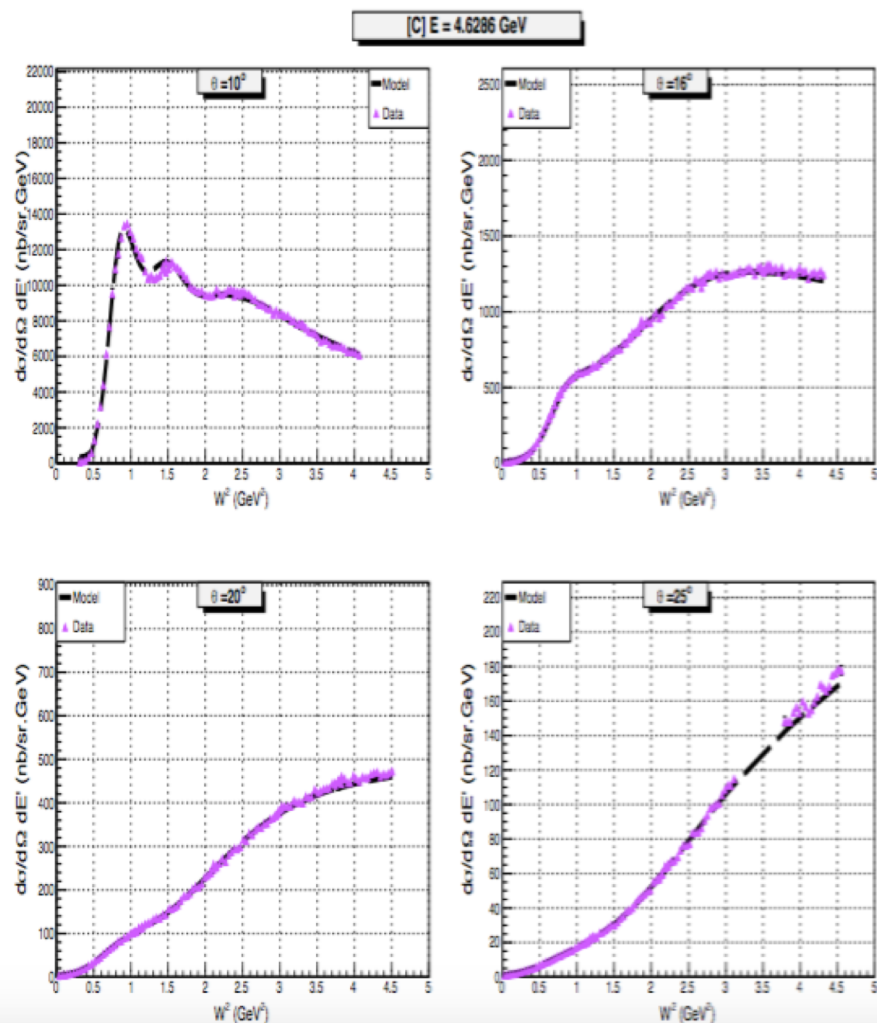 [C] E = 4.6286 GeV
θ =10°
Model
Data
22000
20000
18000
16000
14000
12000
10000
8000
6000
4000
2000
0
dσ/dΩ dE' (nb/sr.GeV)
0 0.5 1 1.5 2 2.5 3 3.5 4 4.5 5
W² (GeV²)
θ =16°
Model
Data
2500
2000
1500
1000
500
0
dσ/dΩ dE' (nb/sr.GeV)
0 0.5 1 1.5 2 2.5 3 3.5 4 4.5 5
W² (GeV²)
θ =20°
Model
Data
900
800
700
600
500
400
300
200
100
0
dσ/dΩ dE' (nb/sr.GeV)
0 0.5 1 1.5 2 2.5 3 3.5 4 4.5 5
W² (GeV²)
θ =25°
Model
Data
220
200
180
160
140
120
100
80
60
40
20
0
dσ/dΩ dE' (nb/sr.GeV)
0 0.5 1 1.5 2 2.5 3 3.5 4 4.5 5
W² (GeV²)